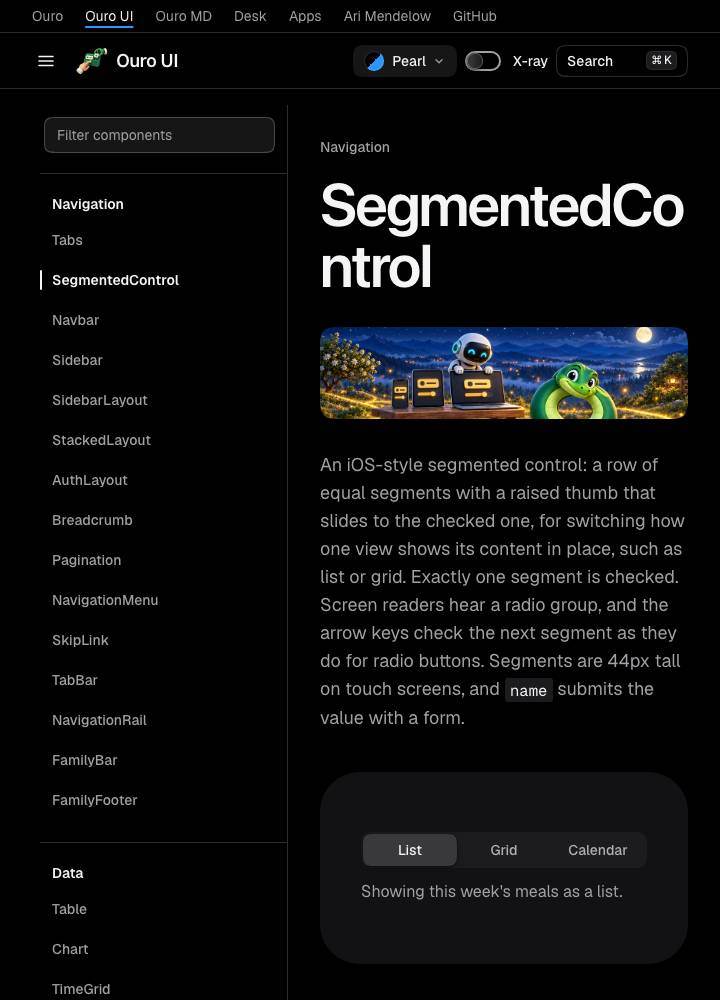 Ouro Ouro UI Ouro MD Desk Apps Ari Mendelow GitHub
Ouro UI
Pearl
X-ray
Search ⌘ K
Filter components
Navigation
Tabs
SegmentedControl
Navbar
Sidebar
SidebarLayout
StackedLayout
AuthLayout
Breadcrumb
Pagination
NavigationMenu
SkipLink
TabBar
NavigationRail
FamilyBar
FamilyFooter
Data
Table
Chart
TimeGrid
Navigation
SegmentedCo
ntrol
An iOS-style segmented control: a row of
equal segments with a raised thumb that
slides to the checked one, for switching how
one view shows its content in place, such as
list or grid. Exactly one segment is checked.
Screen readers hear a radio group, and the
arrow keys check the next segment as they
do for radio buttons. Segments are 44px tall
on touch screens, and name submits the
value with a form.
List Grid Calendar
Showing this week's meals as a list.